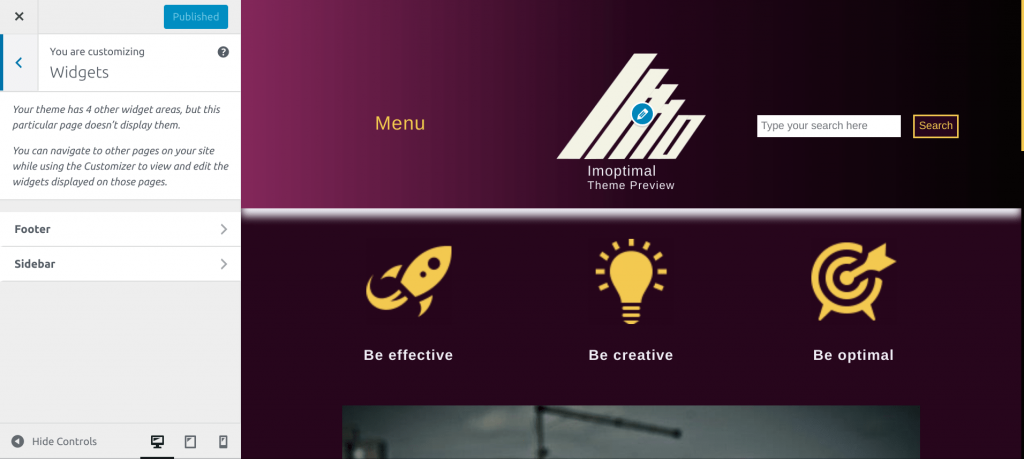 Published
You are customizing
Widgets
Your theme has 4 other widget areas, but this
particular page doesn't display them.
You can navigate to other pages on your site
while using the Customizer to view and edit the
widgets displayed on those pages.
Footer
Sidebar
Hide Controls
Menu
Imoptimal
Theme Preview
Type your search here
Search
Be effective
Be creative
Be optimal